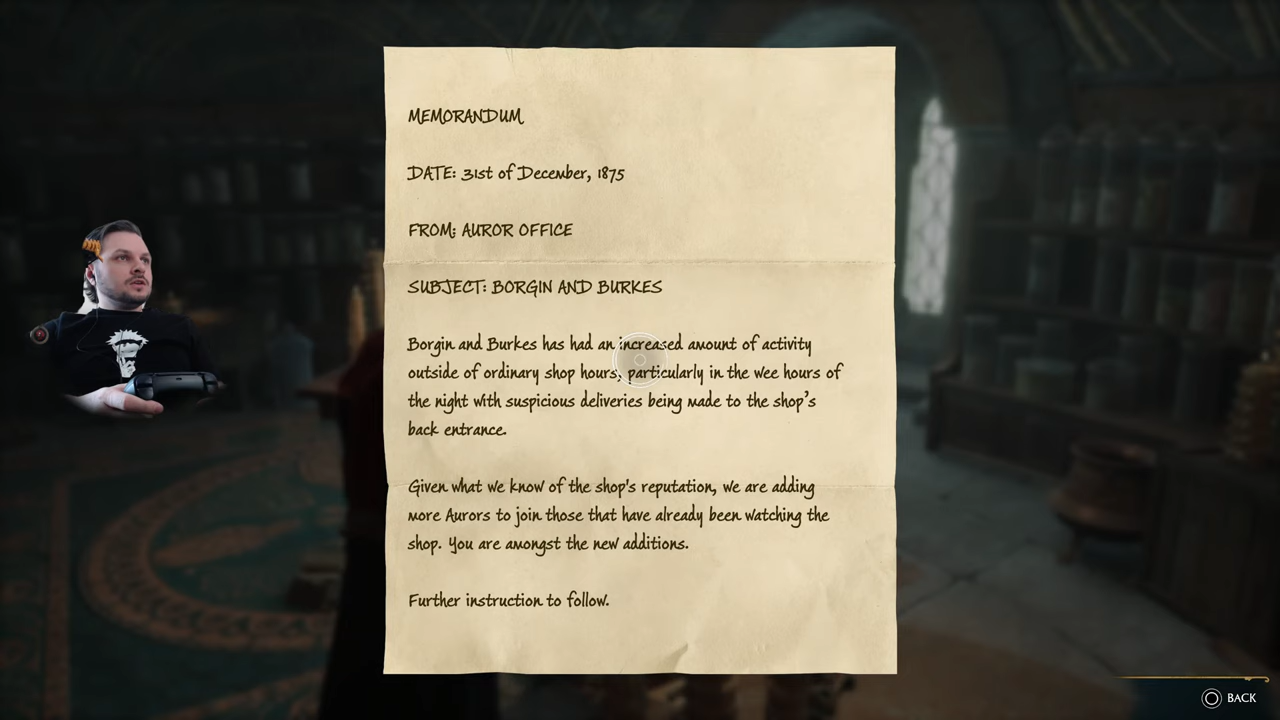 MEMORANDUM
DATE: 31st of December, 1875
FROM: AUROR OFFICE
SUBJECT: BORGIN AND BURKES
Borgin and Burkes has had an increased amount of activity
outside of ordinary shop hours, particularly in the wee hours of
the night with suspicious deliveries being made to the shop's
back entrance.
Given what we know of the shop's reputation, we are adding
more Aurors to join those that have already been watching the
shop. You are amongst the new additions.
Further instruction to follow.
BACK